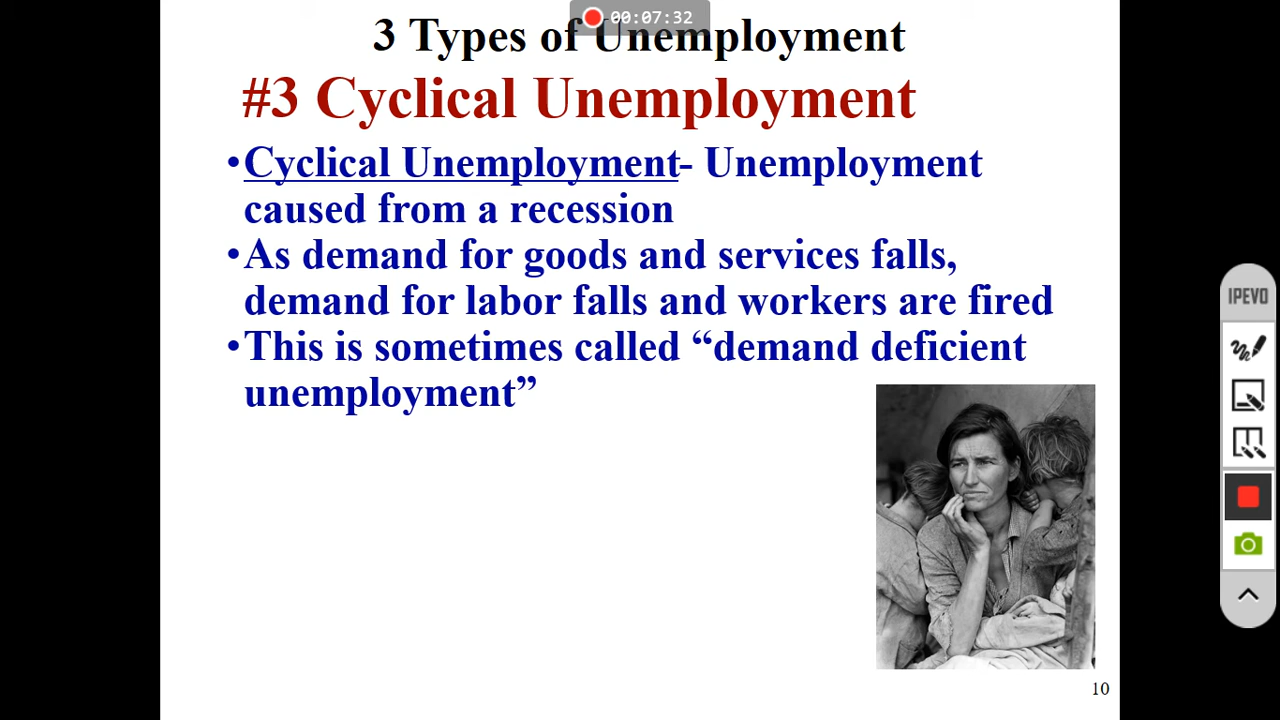 00:07:32
3 Types of Unemployment
#3 Cyclical Unemployment
•Cyclical Unemployment- Unemployment
caused from a recession
•As demand for goods and services falls,
demand for labor falls and workers are fired
•This is sometimes called “demand deficient
unemployment”
10
IPEVO